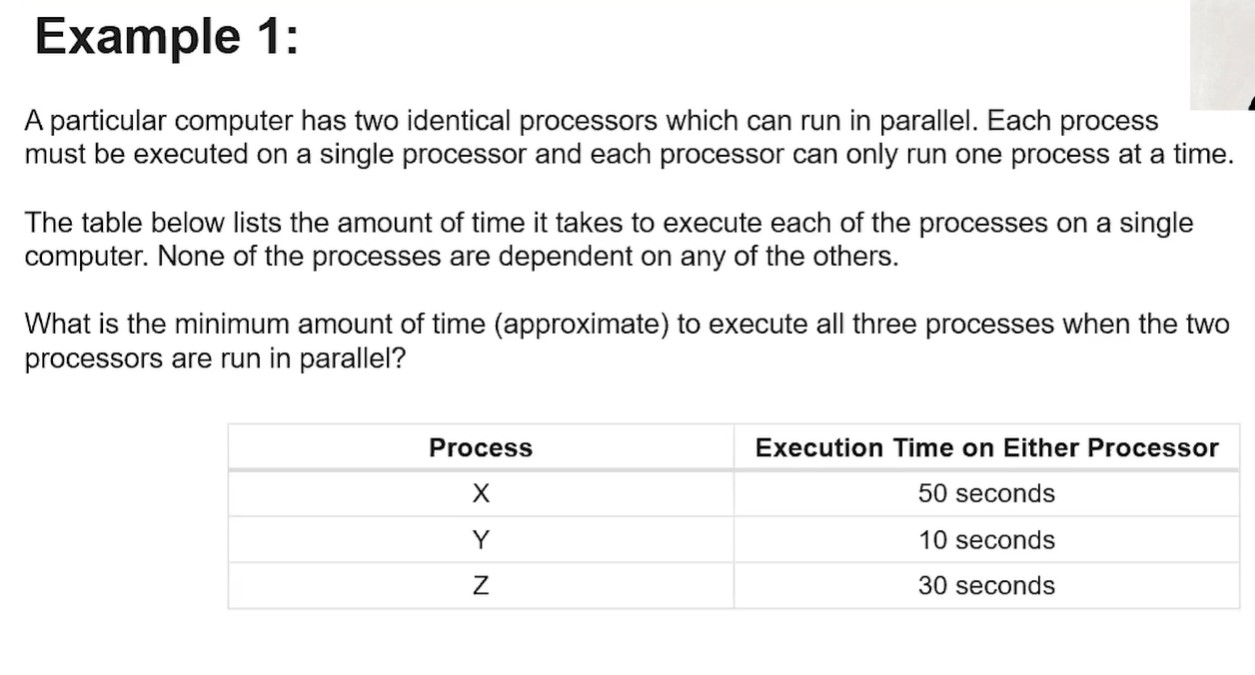 Example 1:
A particular computer has two identical processors which can run in parallel. Each process
must be executed on a single processor and each processor can only run one process at a time.
The table below lists the amount of time it takes to execute each of the processes on a single
computer. None of the processes are dependent on any of the others.
What is the minimum amount of time (approximate) to execute all three processes when the two
processors are run in parallel?
Process Execution Time on Either Processor
X 50 seconds
Y 10 seconds
Z 30 seconds